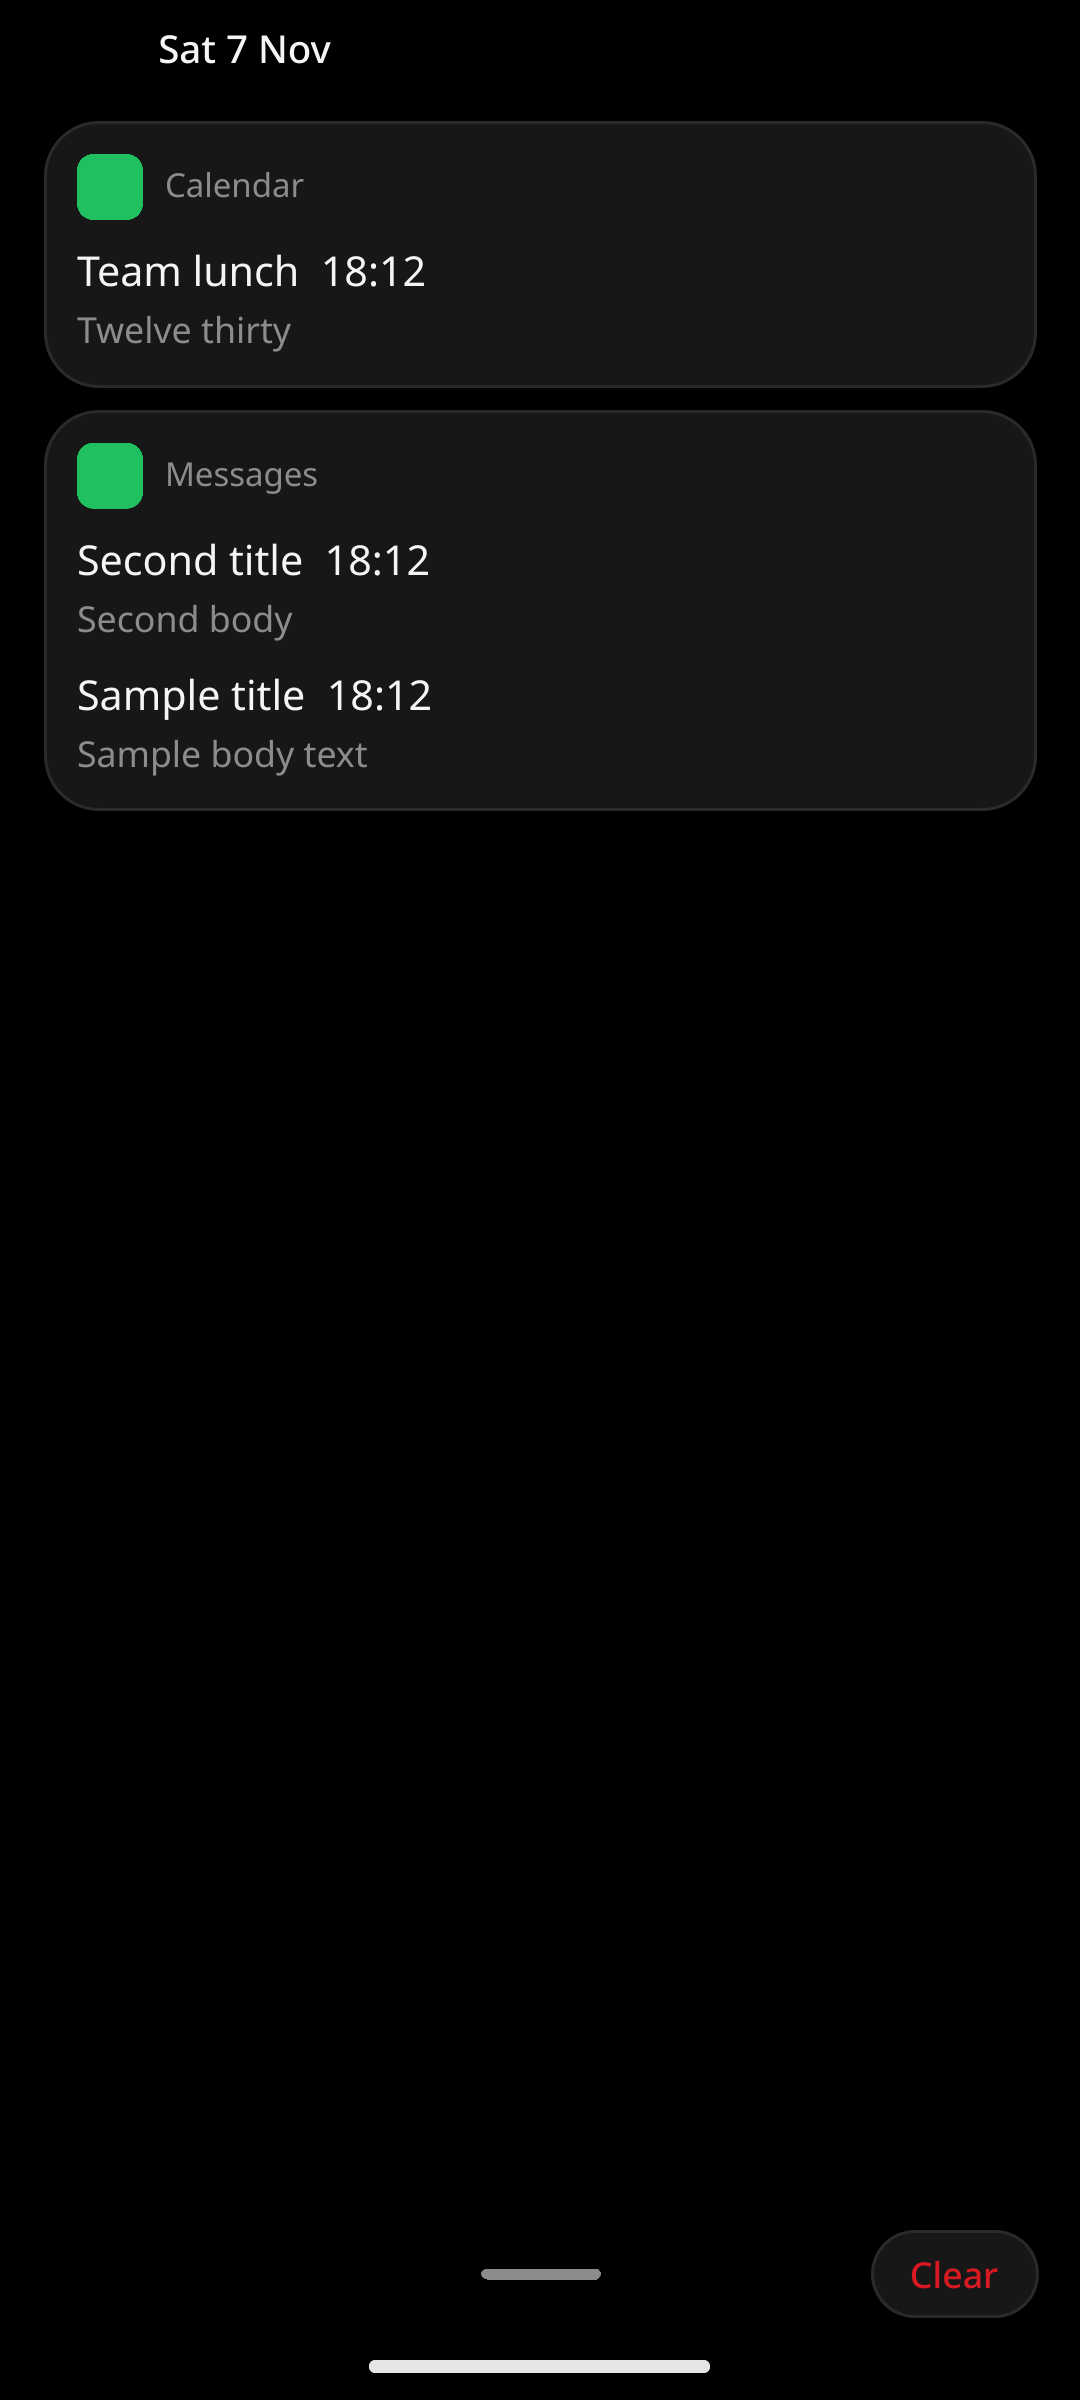 Sat 7 Nov
Calendar
Team lunch 18:12
Twelve thirty
Messages
Second title 18:12
Second body
Sample title 18:12
Sample body text
Clear